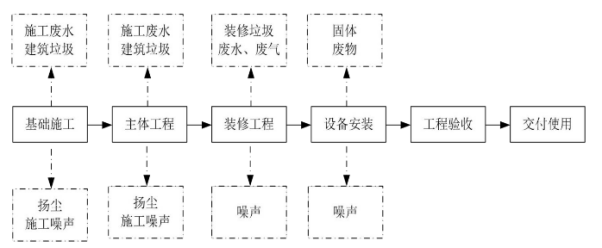 施工废水
建筑垃圾
施工废水
建筑垃圾
装修垃圾
废水、废气
固体
废物
基础施工
主体工程
装修工程
设备安装
工程验收
交付使用
扬尘
施工噪声
扬尘
施工噪声
噪声
噪声